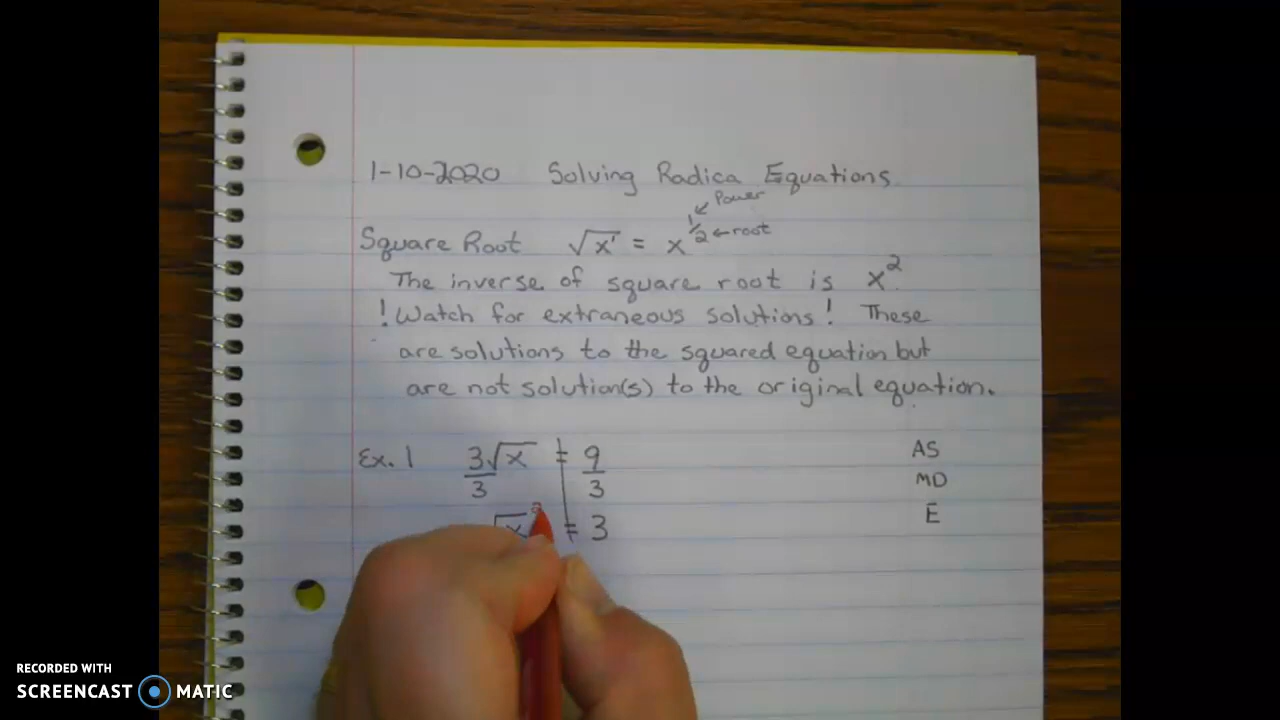 1-10-2020 Solving Radica Equations
Power
Square Root √x = x^1/2 ← root
The inverse of square root is x².
! Watch for extraneous solutions! These
are solutions to the squared equation but
are not solution(s) to the original equation.
Ex. 1 3√x = 9 AS
3 3 MD
√x² = 3 E
RECORDED WITH
SCREENCAST MATIC